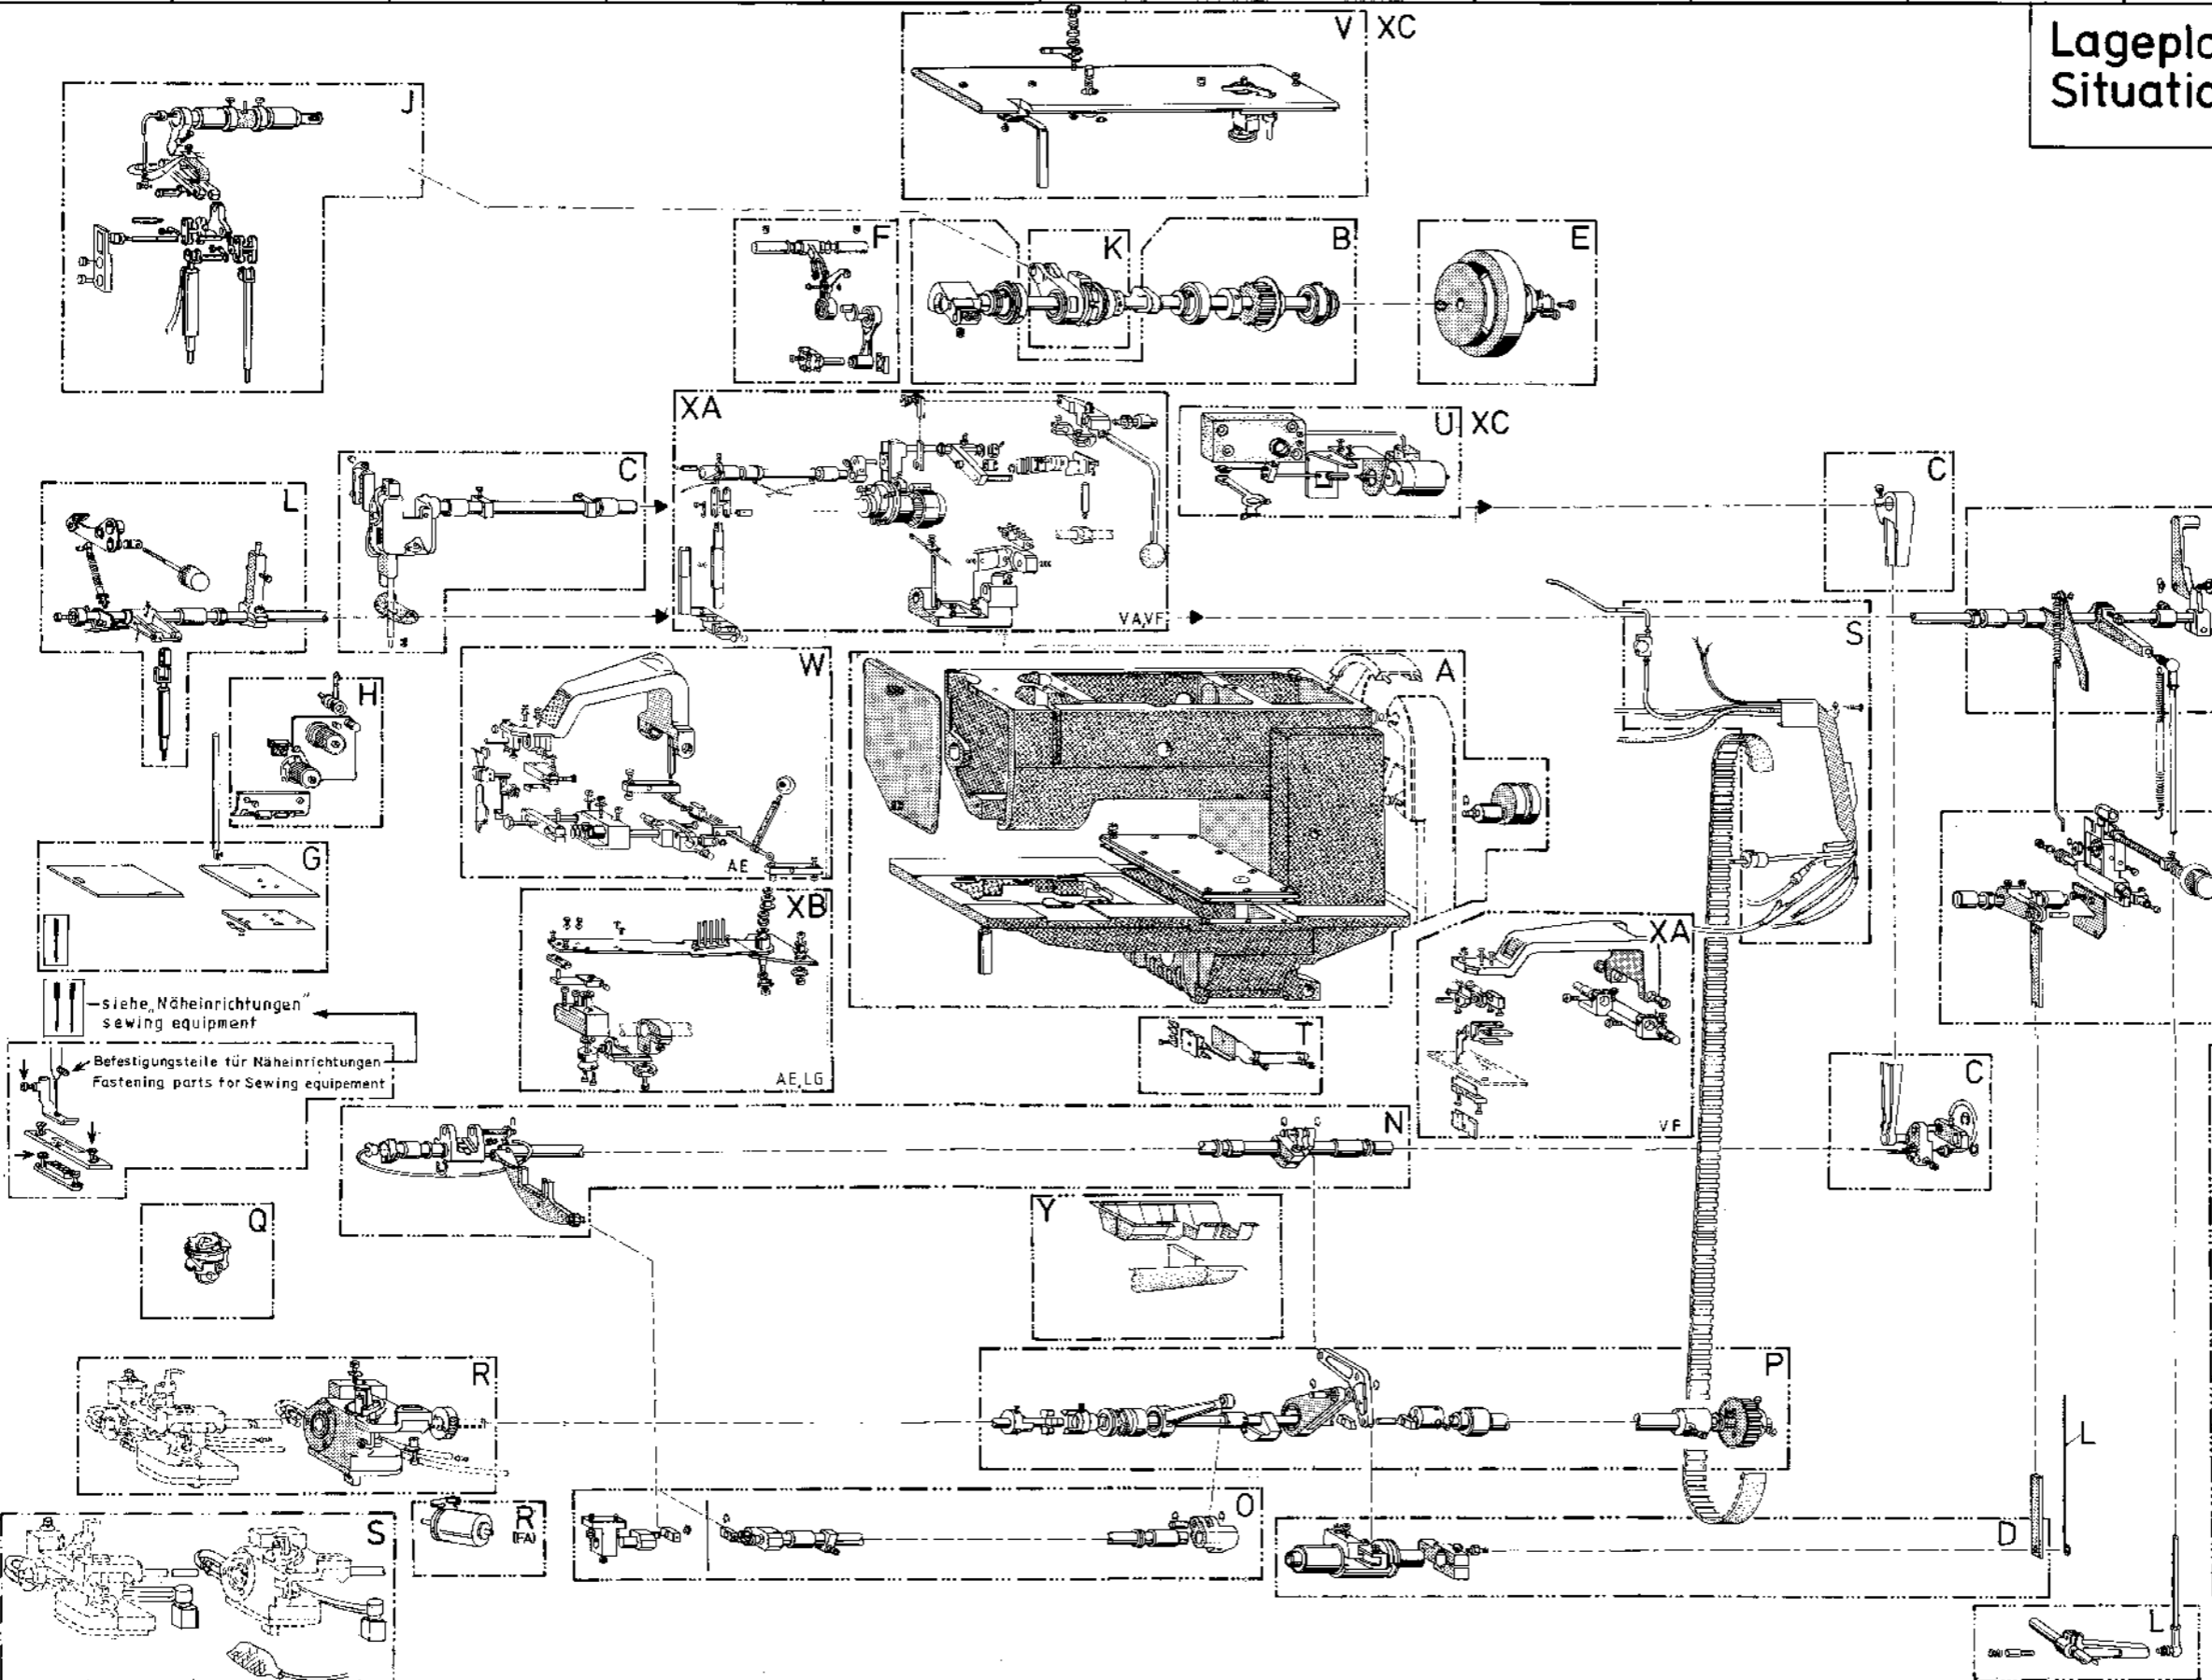 Lagepla
Situatio
V XC
J
F
K
B
E
XA
U XC
C
C
L
VA,VF
S
W
A
H
AE
G
XB
XA
siehe „Näheinrichtungen"
sewing equipment
Befestigungsteile für Näheinrichtungen
Fastening parts for Sewing equipement
AE,LG
T
VF
C
N
Q
Y
R
P
L
S
R
(FA)
O
D
L